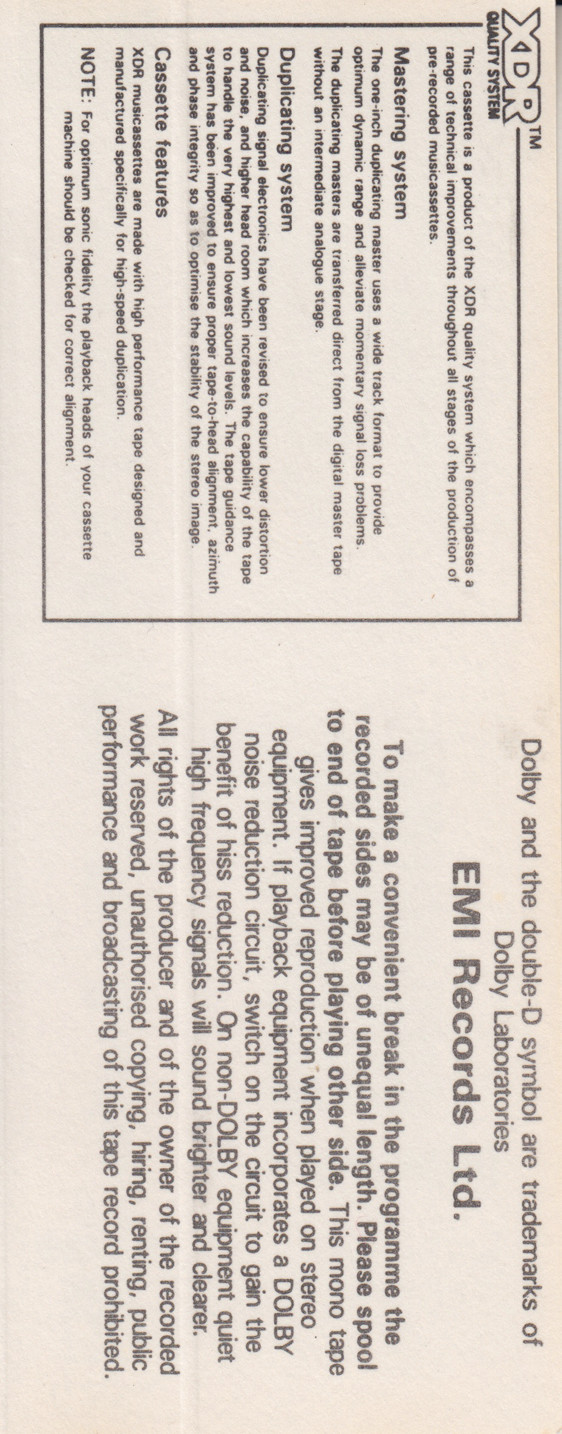 XDR™
QUALITY SYSTEM
This cassette is a product of the XDR quality system which encompasses a
range of technical improvements throughout all stages of the production of
pre-recorded musicassettes.
Mastering system
The one-inch duplicating master uses a wide track format to provide
optimum dynamic range and alleviate momentary signal loss problems.
The duplicating masters are transferred direct from the digital master tape
without an intermediate analogue stage.
Duplicating system
Duplicating signal electronics have been revised to ensure lower distortion
and noise, and higher head room which increases the capability of the tape
to handle the very highest and lowest sound levels. The tape guidance
system has been improved to ensure proper tape-to-head alignment, azimuth
and phase integrity so as to optimise the stability of the stereo image.
Cassette features
XDR musicassettes are made with high performance tape designed and
manufactured specifically for high-speed duplication.
NOTE: For optimum sonic fidelity the playback heads of your cassette
machine should be checked for correct alignment.
Dolby and the double-D symbol are trademarks of
Dolby Laboratories
EMI Records Ltd.
To make a convenient break in the programme the
recorded sides may be of unequal length. Please spool
to end of tape before playing other side. This mono tape
gives improved reproduction when played on stereo
equipment. If playback equipment incorporates a DOLBY
noise reduction circuit, switch on the circuit to gain the
benefit of hiss reduction. On non-DOLBY equipment quiet
high frequency signals will sound brighter and clearer.
All rights of the producer and of the owner of the recorded
work reserved, unauthorised copying, hiring, renting, public
performance and broadcasting of this tape record prohibited.